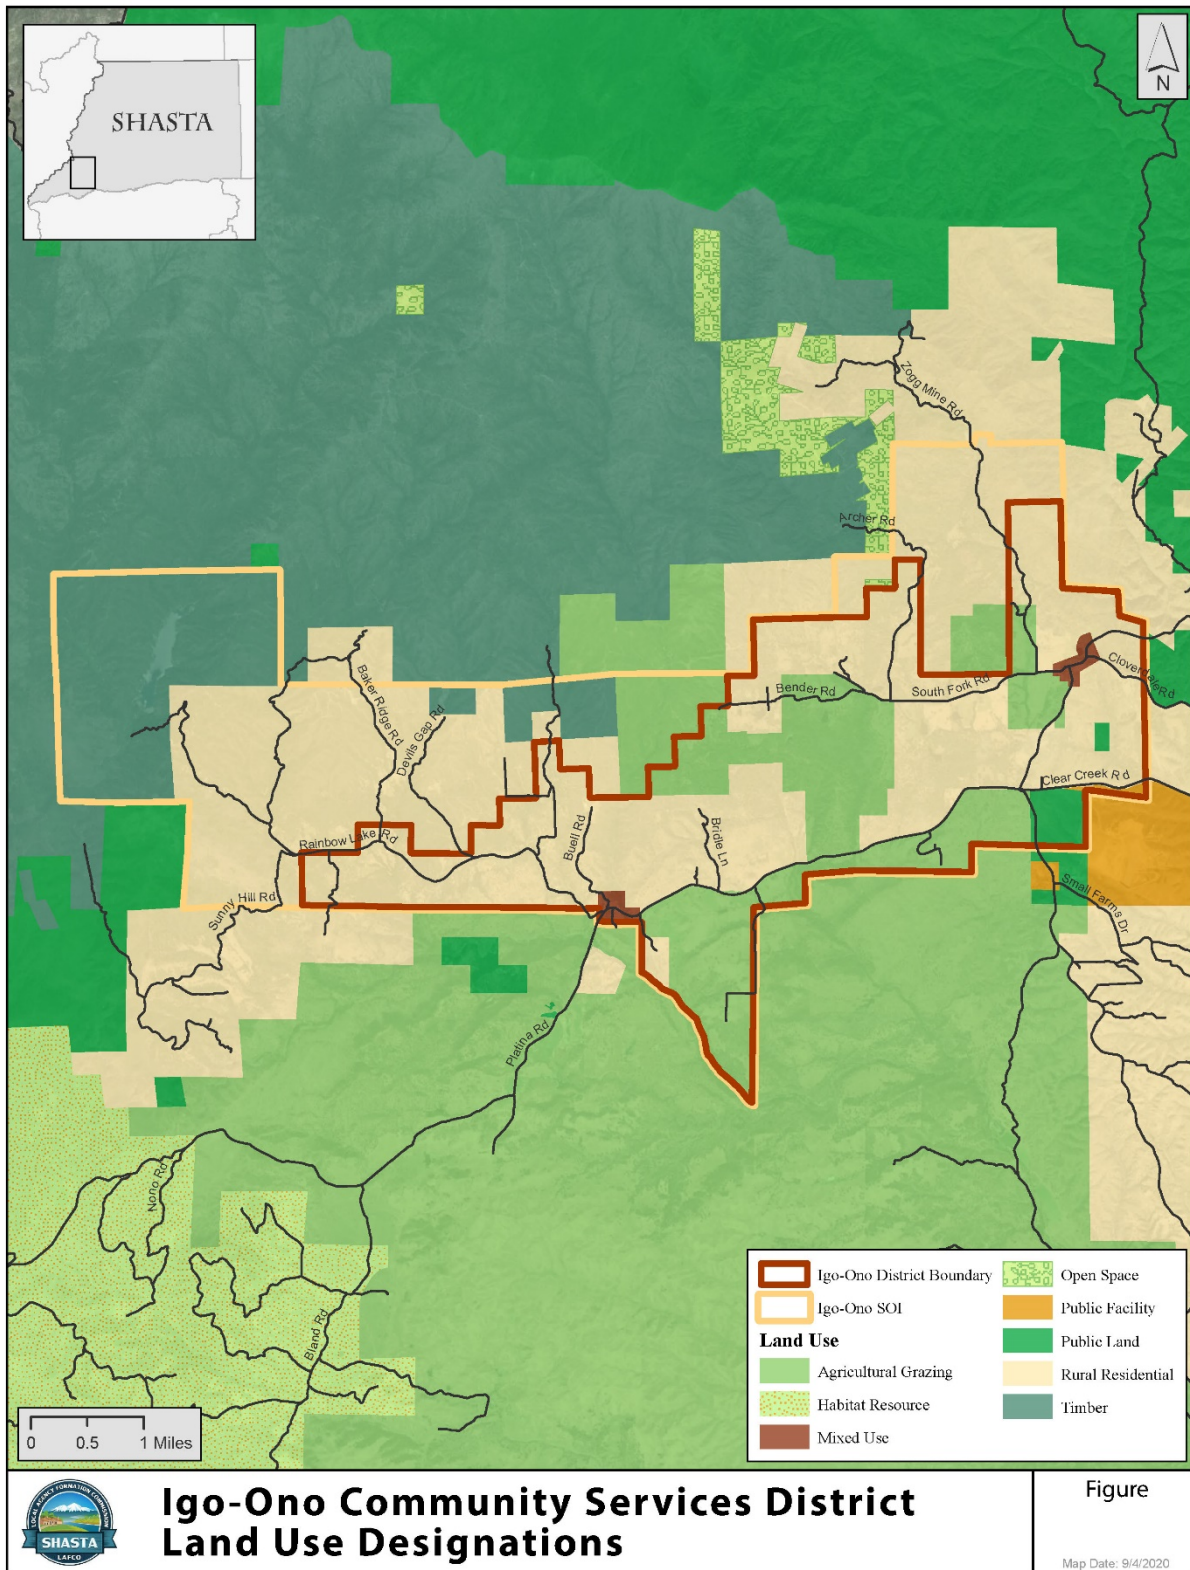 SHASTA
N
Zogg Mine Rd
Archer Rd
Cloverdale Rd
South Fork Rd
Bender Rd
Baker Ridge Rd
Devils Gap Rd
Clear Creek Rd
Buell Rd
Bridle Ln
Rainbow Lake Rd
Sunny Hill Rd
Small Farms Dr
Platina Rd
Nono Rd
Bland Rd
Igo-Ono District Boundary
Igo-Ono SOI
Land Use
Agricultural Grazing
Habitat Resource
Mixed Use
Open Space
Public Facility
Public Land
Rural Residential
Timber
0 0.5 1 Miles
LOCAL AGENCY FORMATION COMMISSION
SHASTA
LAFCO
Igo-Ono Community Services District
Land Use Designations
Figure
Map Date: 9/4/2020